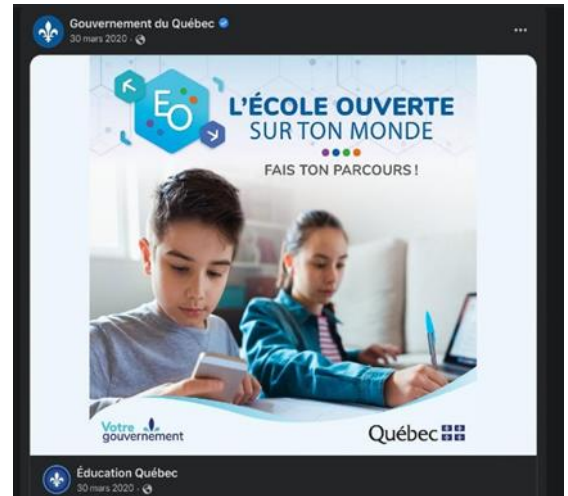 Gouvernement du Québec
30 mars 2020 ·
EO
L'ÉCOLE OUVERTE
SUR TON MONDE
FAIS TON PARCOURS !
Votre
gouvernement
Québec
Éducation Québec
30 mars 2020 ·